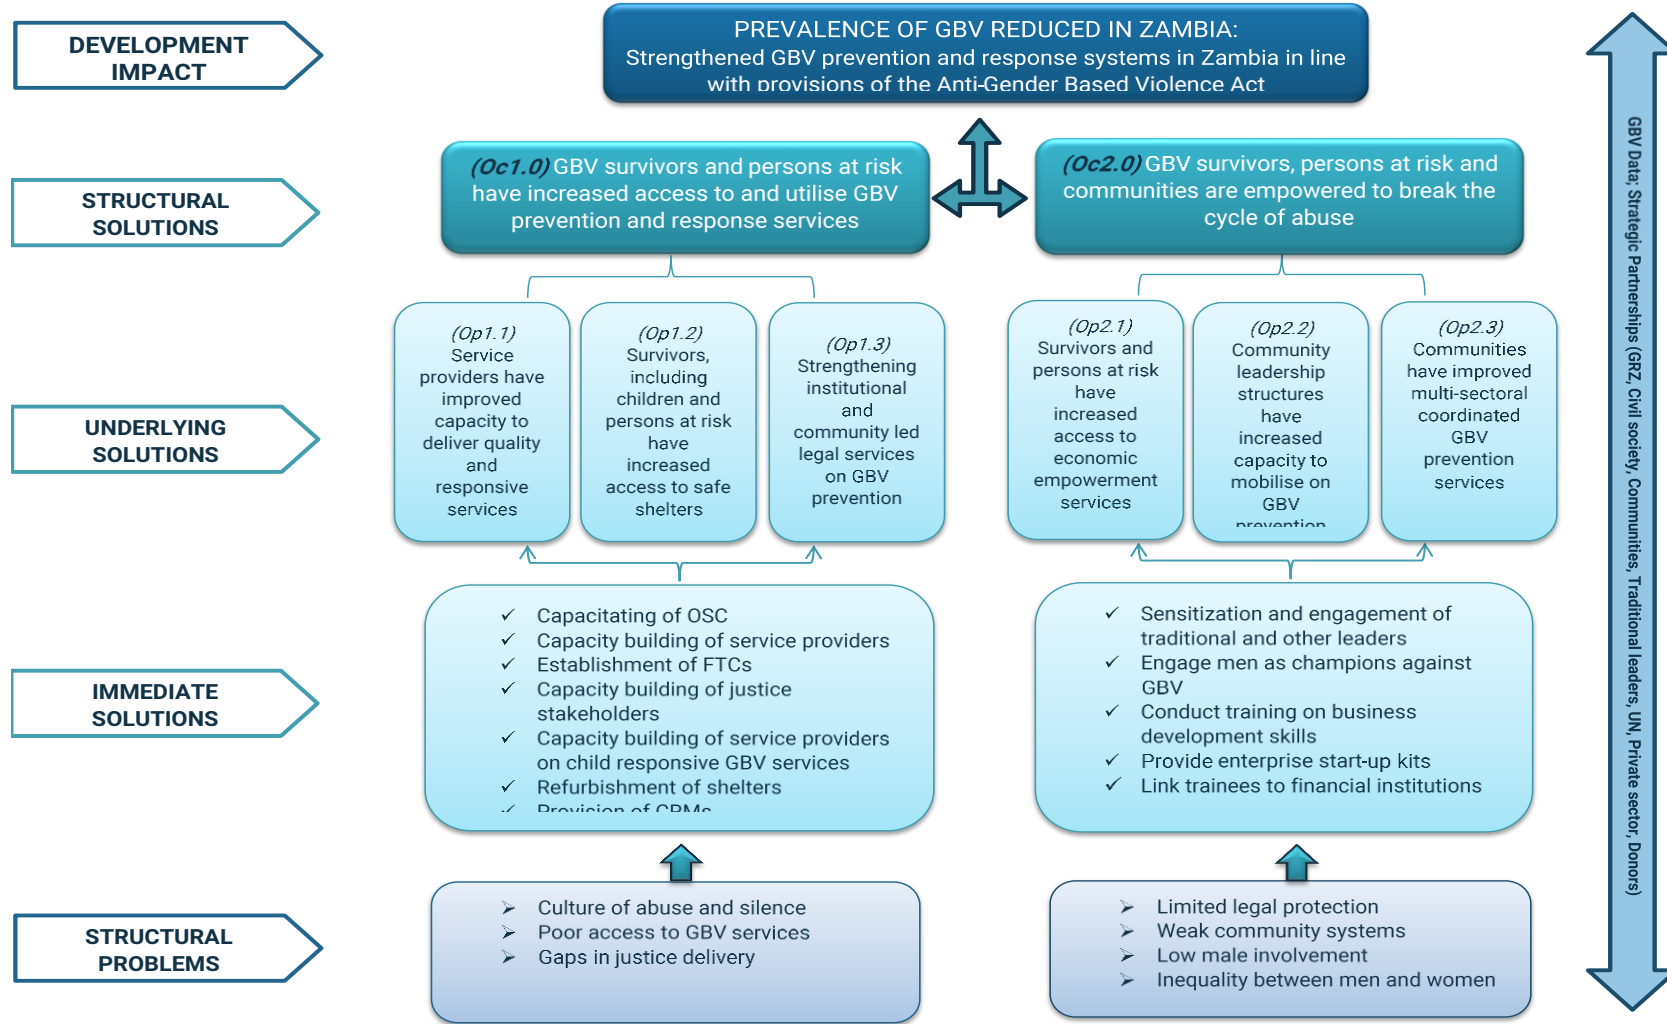 DEVELOPMENT
IMPACT
PREVALENCE OF GBV REDUCED IN ZAMBIA:
Strengthened GBV prevention and response systems in Zambia in line
with provisions of the Anti-Gender Based Violence Act
STRUCTURAL
SOLUTIONS
(Oc1.0) GBV survivors and persons at risk
have increased access to and utilise GBV
prevention and response services
(Oc2.0) GBV survivors, persons at risk and
communities are empowered to break the
cycle of abuse
UNDERLYING
SOLUTIONS
(Op1.1)
Service
providers have
improved
capacity to
deliver quality
and
responsive
services
(Op1.2)
Survivors,
including
children and
persons at risk
have
increased
access to safe
shelters
(Op1.3)
Strengthening
institutional
and
community led
legal services
on GBV
prevention
(Op2.1)
Survivors and
persons at risk
have
increased
access to
economic
empowerment
services
(Op2.2)
Community
leadership
structures
have
increased
capacity to
mobilise on
GBV
prevention
(Op2.3)
Communities
have improved
multi-sectoral
coordinated
GBV
prevention
services
IMMEDIATE
SOLUTIONS
✓ Capacitating of OSC
✓ Capacity building of service providers
✓ Establishment of FTCs
✓ Capacity building of justice
stakeholders
✓ Capacity building of service providers
on child responsive GBV services
✓ Refurbishment of shelters
✓ Provision of
✓ Sensitization and engagement of
traditional and other leaders
✓ Engage men as champions against
GBV
✓ Conduct training on business
development skills
✓ Provide enterprise start-up kits
✓ Link trainees to financial institutions
STRUCTURAL
PROBLEMS
➢ Culture of abuse and silence
➢ Poor access to GBV services
➢ Gaps in justice delivery
➢ Limited legal protection
➢ Weak community systems
➢ Low male involvement
➢ Inequality between men and women
GBV Data; Strategic Partnerships (GRZ, Civil society, Communities, Traditional leaders, UN, Private sector, Donors)